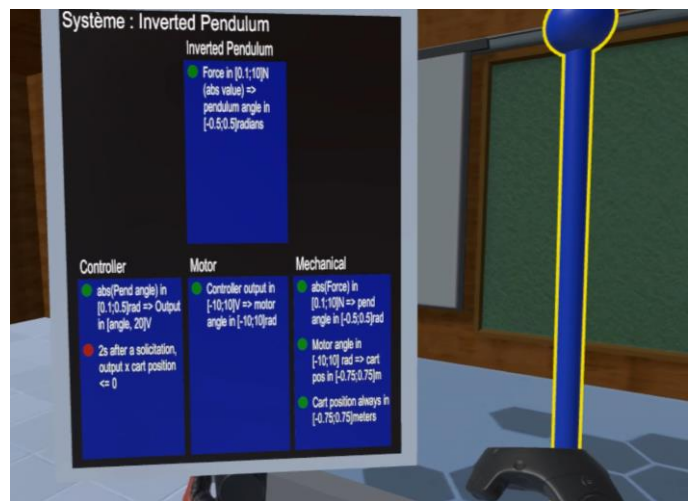 Système : Inverted Pendulum
Inverted Pendulum
Force in [0.1;10]N
(abs value) =>
pendulum angle in
[-0.5;0.5]radians
Controller
abs(Pend angle) in
[0.1;0.5]rad => Output
in [angle, 20]V
2s after a solicitation,
output x cart position
<= 0
Motor
Controller output in
[-10;10]V => motor
angle in [-10;10]rad
Mechanical
abs(Force) in
[0.1;10]N => pend
angle in [-0.5;0.5]rad
Motor angle in
[-10;10] rad => cart
pos in [-0.75;0.75]m
Cart position always in
[-0.75;0.75]meters